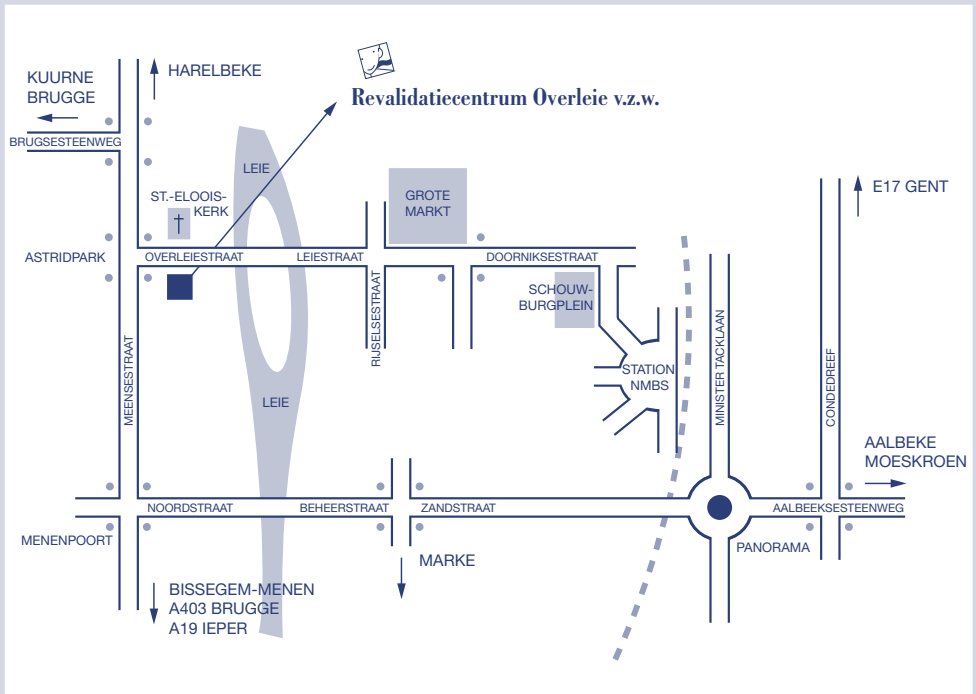 KUURNE
BRUGGE
HARELBEKE
Revalidatiecentrum Overleie v.z.w.
BRUGSESTEENWEG
LEIE
ST.-ELOOIS-
KERK
GROTE
MARKT
E17 GENT
ASTRIDPARK
OVERLEIESTRAAT
LEIESTRAAT
DOORNIKSESTRAAT
SCHOUW-
BURGPLEIN
RIJSELSESTRAAT
MEENSESTRAAT
STATION
NMBS
MINISTER TACKLAAN
CONDEDREEF
LEIE
AALBEKE
MOESKROEN
NOORDSTRAAT
BEHEERSTRAAT
ZANDSTRAAT
AALBEEKSESTEENWEG
MENENPOORT
PANORAMA
MARKE
BISSEGEM-MENEN
A403 BRUGGE
A19 IEPER